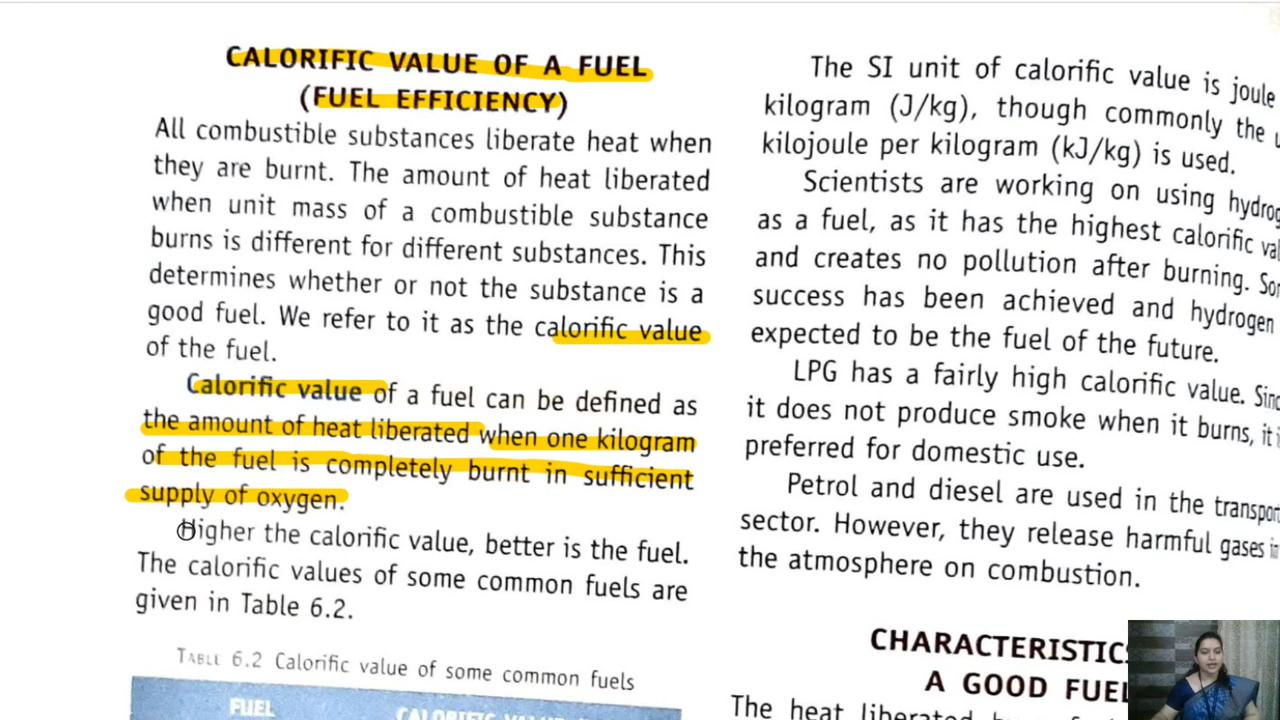 CALORIFIC VALUE OF A FUEL
(FUEL EFFICIENCY)
All combustible substances liberate heat when
they are burnt. The amount of heat liberated
when unit mass of a combustible substance
burns is different for different substances. This
determines whether or not the substance is a
good fuel. We refer to it as the calorific value
of the fuel.
Calorific value of a fuel can be defined as
the amount of heat liberated when one kilogram
of the fuel is completely burnt in sufficient
supply of oxygen.
Higher the calorific value, better is the fuel.
The calorific values of some common fuels are
given in Table 6.2.
TABLE 6.2 Calorific value of some common fuels
FUEL
CALORIFIC VALUE
The SI unit of calorific value is joule
kilogram (J/kg), though commonly the
kilojoule per kilogram (kJ/kg) is used.
Scientists are working on using
as a fuel, as it has the highest calorific
and creates no pollution after burning.
success has been achieved and hydrogen
expected to be the fuel of the future.
LPG has a fairly high calorific value.
it does not produce smoke when it burns, it
preferred for domestic use.
Petrol and diesel are used in the transport
sector. However, they release harmful gases
the atmosphere on combustion.
CHARACTERISTICS
A GOOD FUEL
The heat liberated